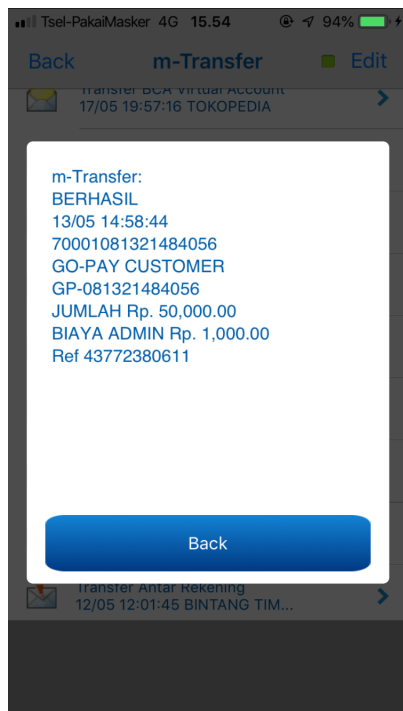 Tsel-PakaiMasker 4G 15.54 94%
Back m-Transfer Edit
Transfer BCA Virtual Account
17/05 19:57:16 TOKOPEDIA
m-Transfer:
BERHASIL
13/05 14:58:44
70001081321484056
GO-PAY CUSTOMER
GP-081321484056
JUMLAH Rp. 50,000.00
BIAYA ADMIN Rp. 1,000.00
Ref 43772380611
Back
Transfer Antar Rekening
12/05 12:01:45 BINTANG TIM...